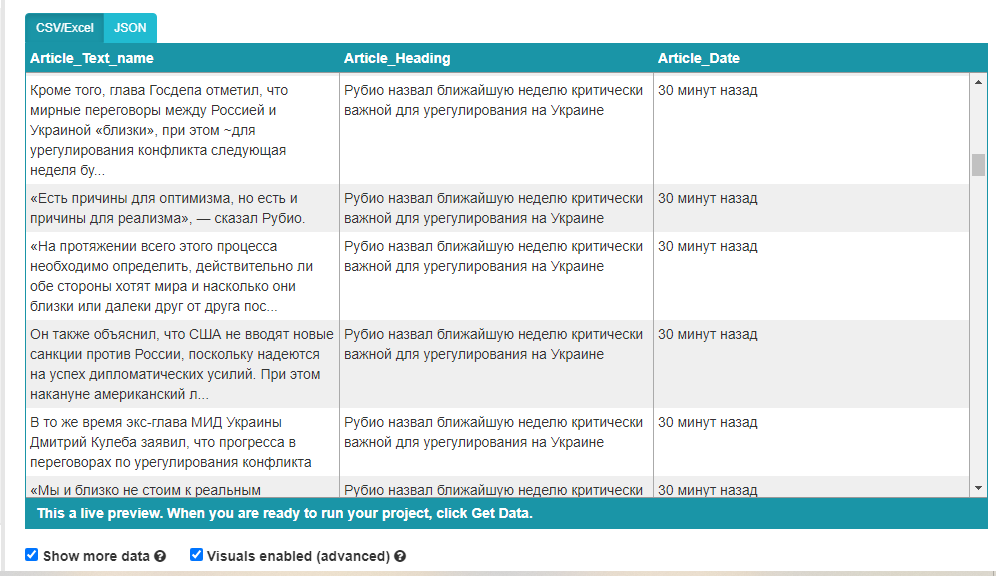 CSV/Excel JSON
Article_Text_name Article_Heading Article_Date
Кроме того, глава Госдепа отметил, что
мирные переговоры между Россией и
Украиной «близки», при этом ~для
урегулирования конфликта следующая
неделя бу...
Рубио назвал ближайшую неделю критически
важной для урегулирования на Украине
30 минут назад
«Есть причины для оптимизма, но есть и
причины для реализма», — сказал Рубио.
Рубио назвал ближайшую неделю критически
важной для урегулирования на Украине
30 минут назад
«На протяжении всего этого процесса
необходимо определить, действительно ли
обе стороны хотят мира и насколько они
близки или далеки друг от друга пос...
Рубио назвал ближайшую неделю критически
важной для урегулирования на Украине
30 минут назад
Он также объяснил, что США не вводят новые
санкции против России, поскольку надеются
на успех дипломатических усилий. При этом
накануне американский л...
Рубио назвал ближайшую неделю критически
важной для урегулирования на Украине
30 минут назад
В то же время экс-глава МИД Украины
Дмитрий Кулеба заявил, что прогресса в
переговорах по урегулирования конфликта
Рубио назвал ближайшую неделю критически
важной для урегулирования на Украине
30 минут назад
«Мы и близко не стоим к реальным
Рубио назвал ближайшую неделю критически
30 минут назад
This a live preview. When you are ready to run your project, click Get Data.
Show more data Visuals enabled (advanced)